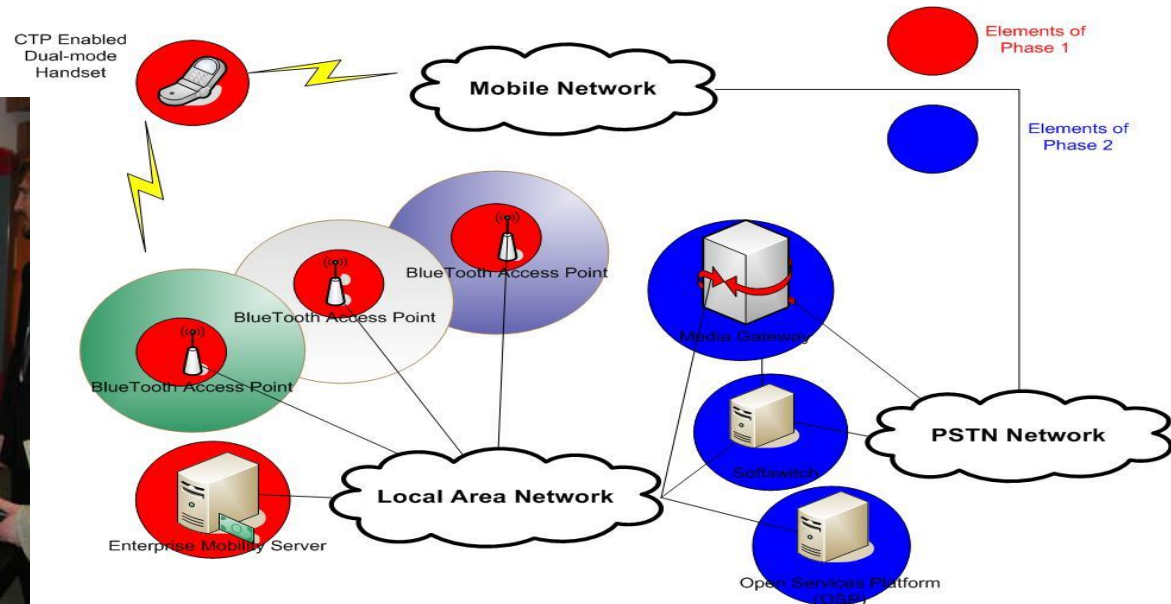 CTP Enabled
Dual-mode
Handset
Mobile Network
Elements of
Phase 1
Elements of
Phase 2
BlueTooth Access Point
BlueTooth Access Point
BlueTooth Access Point
Media Gateway
Softswitch
PSTN Network
Local Area Network
Enterprise Mobility Server
Open Services Platform
(OSP)